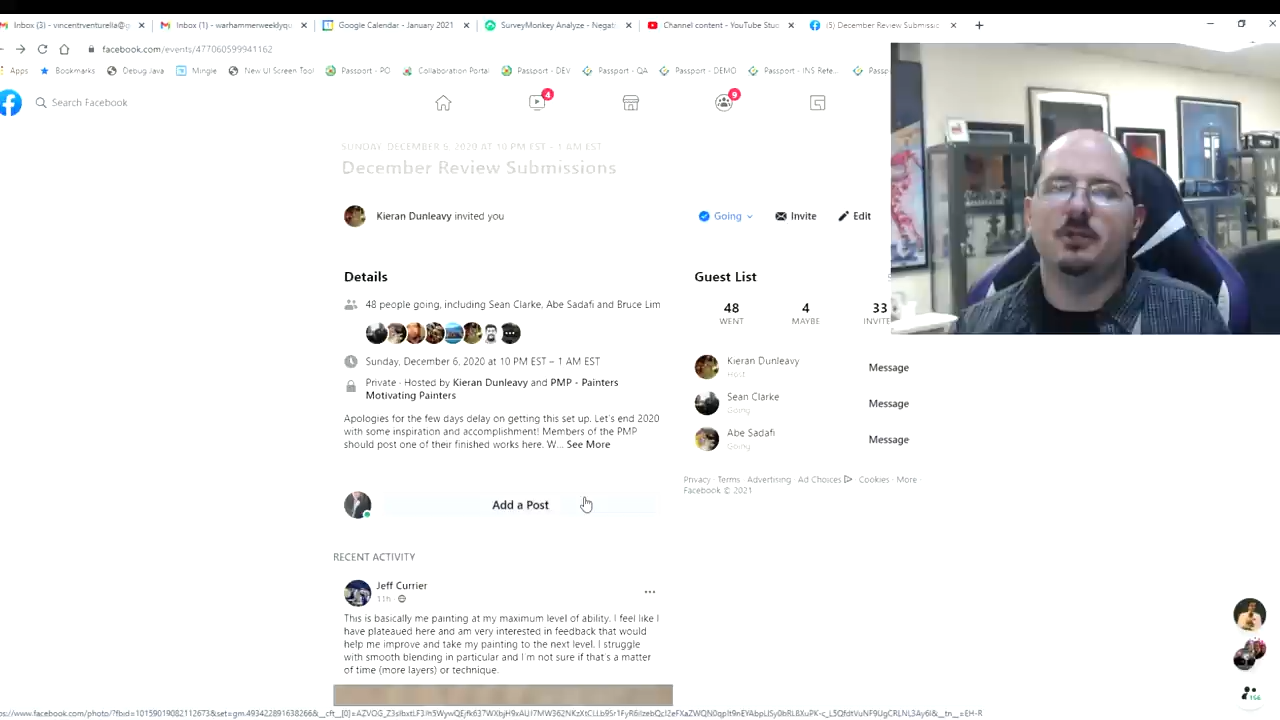 Inbox (3) - vincentrventurella@g
Inbox (1) - warhammerweeklyqu
Google Calendar - January 2021
SurveyMonkey Analyze - Negat
Channel content - YouTube Stu
(5) December Review Submissio
facebook.com/events/477060599941162
Apps
Bookmarks
Debug Java
Mingle
New UI Screen Tool
Passport - PO
Collaboration Portal
Passport - DEV
Passport - QA
Passport - DEMO
Passport - INS Rete...
Passp
Search Facebook
4
9
SUNDAY, DECEMBER 6, 2020 AT 10 PM EST – 1 AM EST
December Review Submissions
Kieran Dunleavy invited you
Going
Invite
Edit
Details
48 people going, including Sean Clarke, Abe Sadafi and Bruce Lim
Sunday, December 6, 2020 at 10 PM EST – 1 AM EST
Private · Hosted by Kieran Dunleavy and PMP - Painters
Motivating Painters
Apologies for the few days delay on getting this set up. Let's end 2020
with some inspiration and accomplishment! Members of the PMP
should post one of their finished works here. W... See More
Guest List
48
WENT
4
MAYBE
33
INVITE
Kieran Dunleavy
Host
Message
Sean Clarke
Going
Message
Abe Sadafi
Going
Message
Privacy · Terms · Advertising · Ad Choices · Cookies · More ·
Facebook © 2021
Add a Post
RECENT ACTIVITY
Jeff Currier
11h
This is basically me painting at my maximum level of ability. I feel like I
have plateaued here and am very interested in feedback that would
help me improve and take my painting to the next level. I struggle
with smooth blending in particular and I'm not sure if that's a matter
of time (more layers) or technique.
156